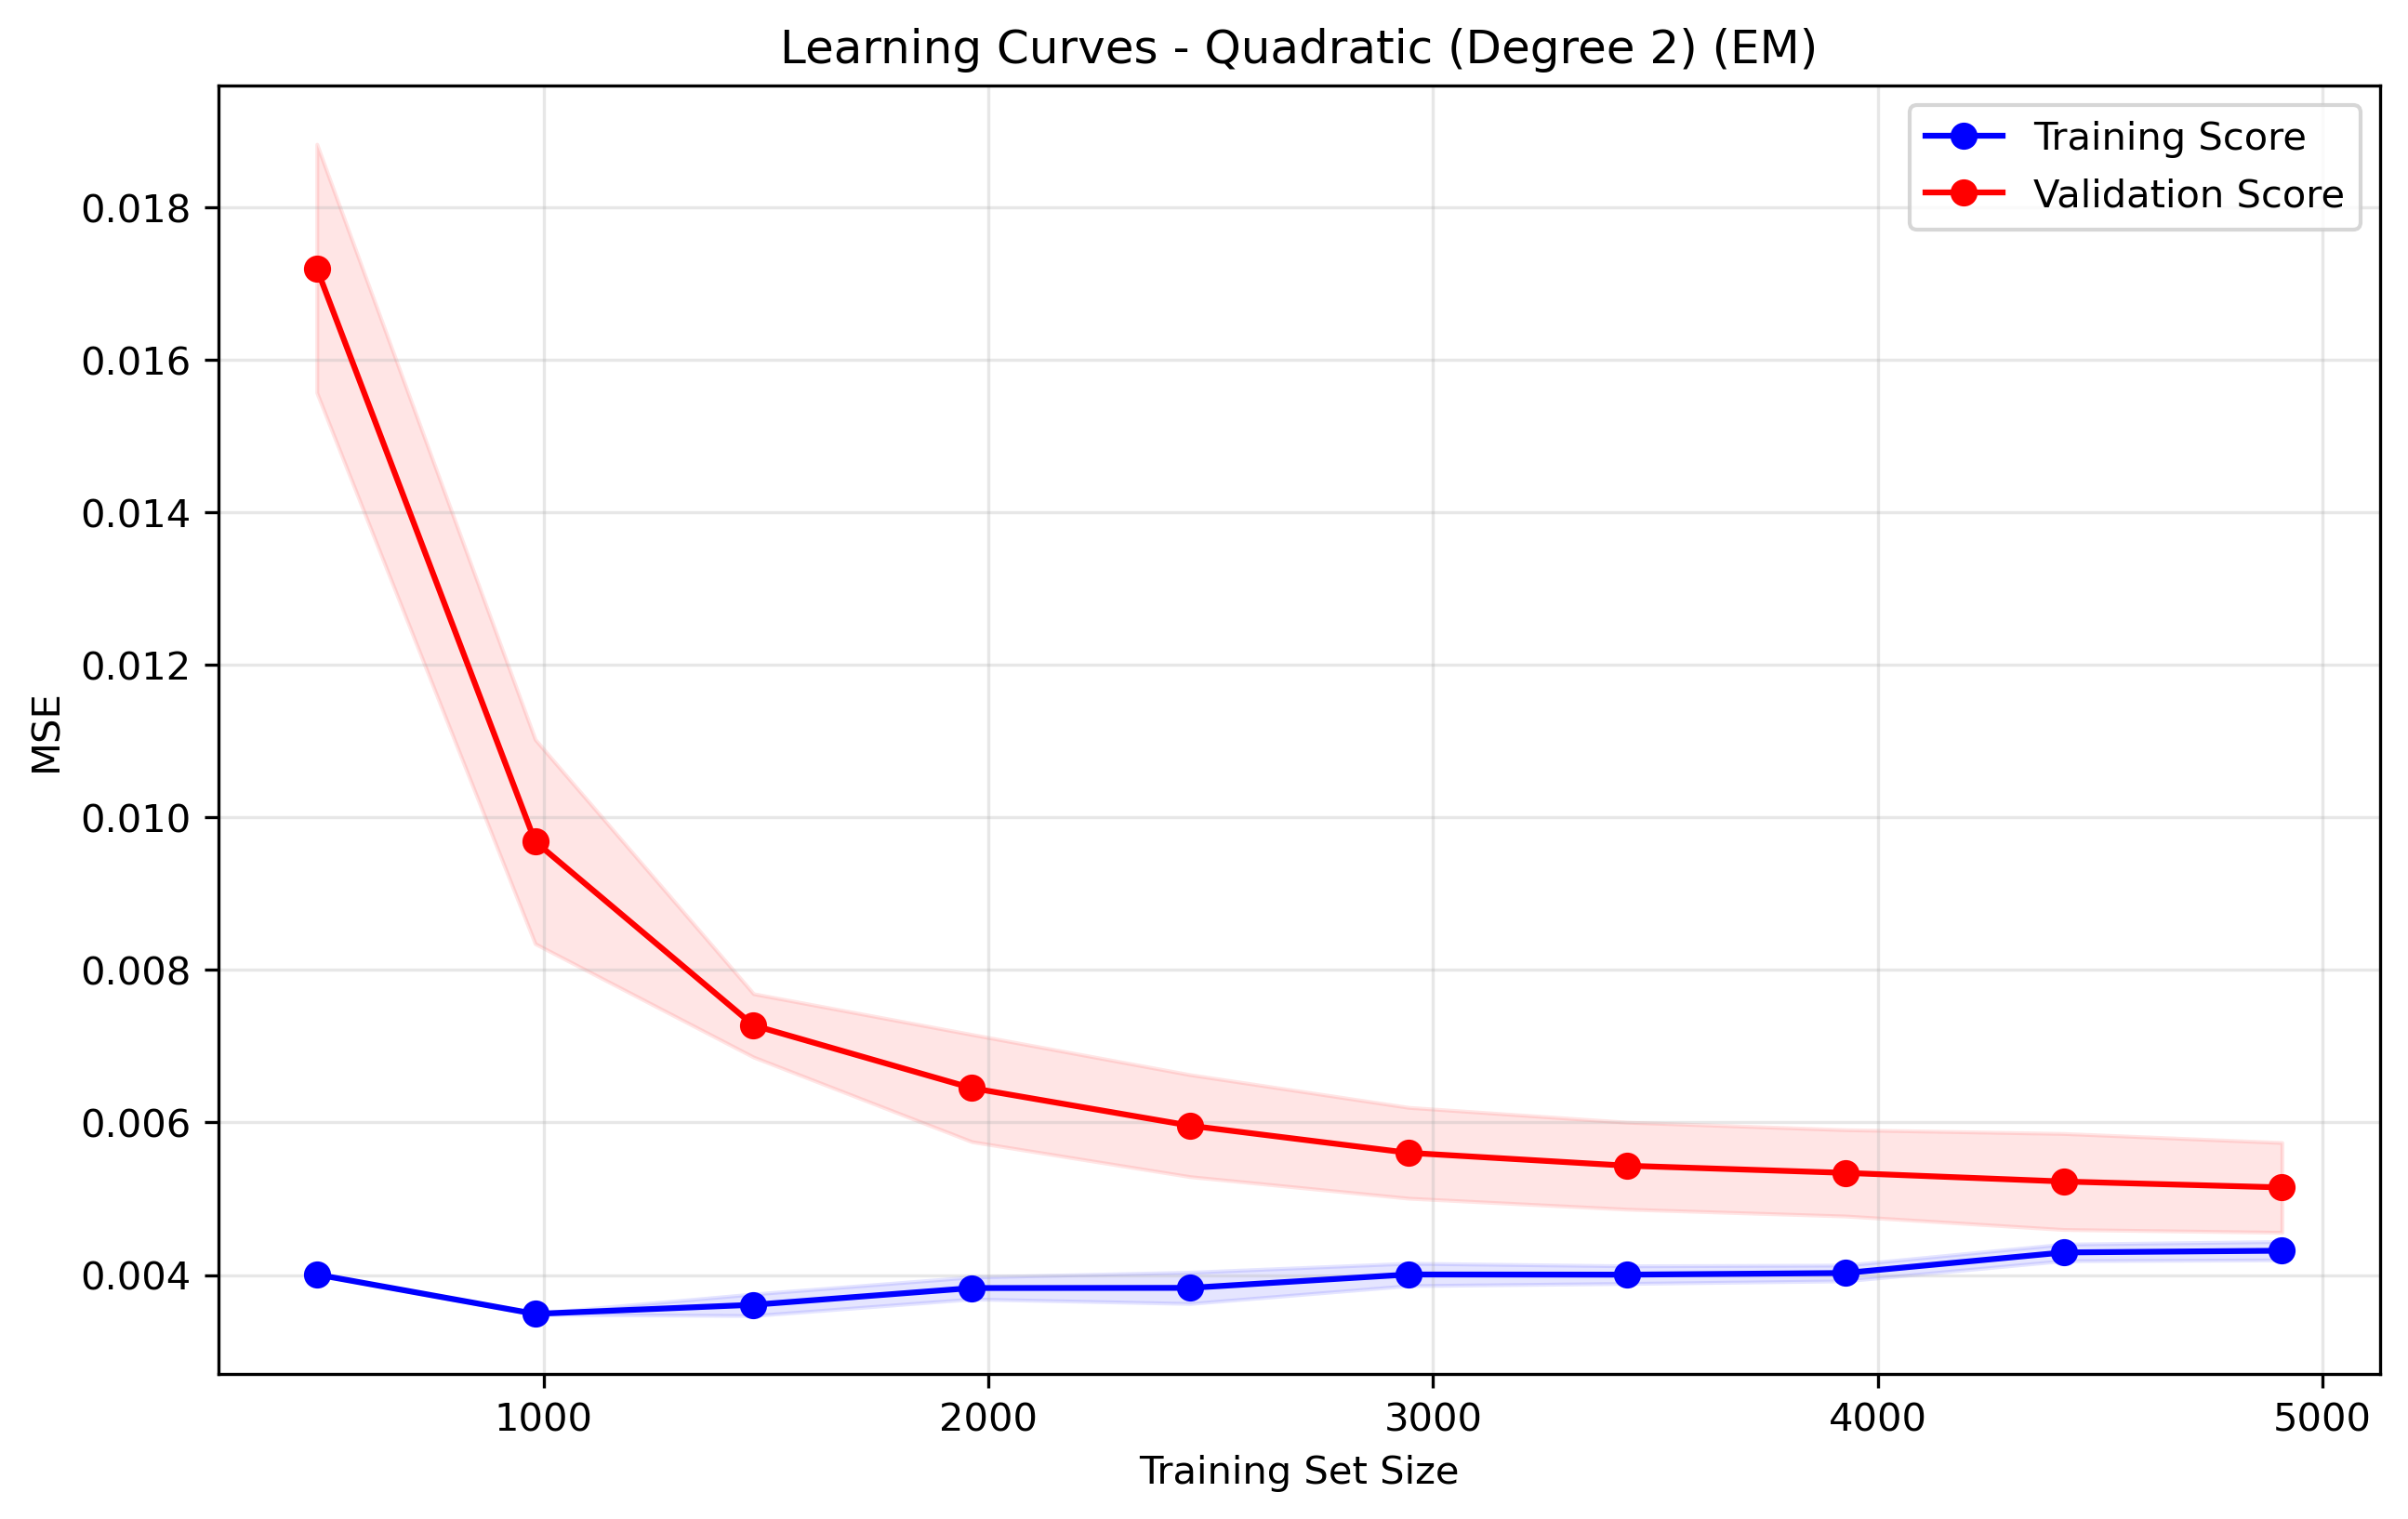 Learning Curves - Quadratic (Degree 2) (EM)
Training Score
Validation Score
0.018
0.016
0.014
0.012
0.010
0.008
0.006
0.004
MSE
1000 2000 3000 4000 5000
Training Set Size